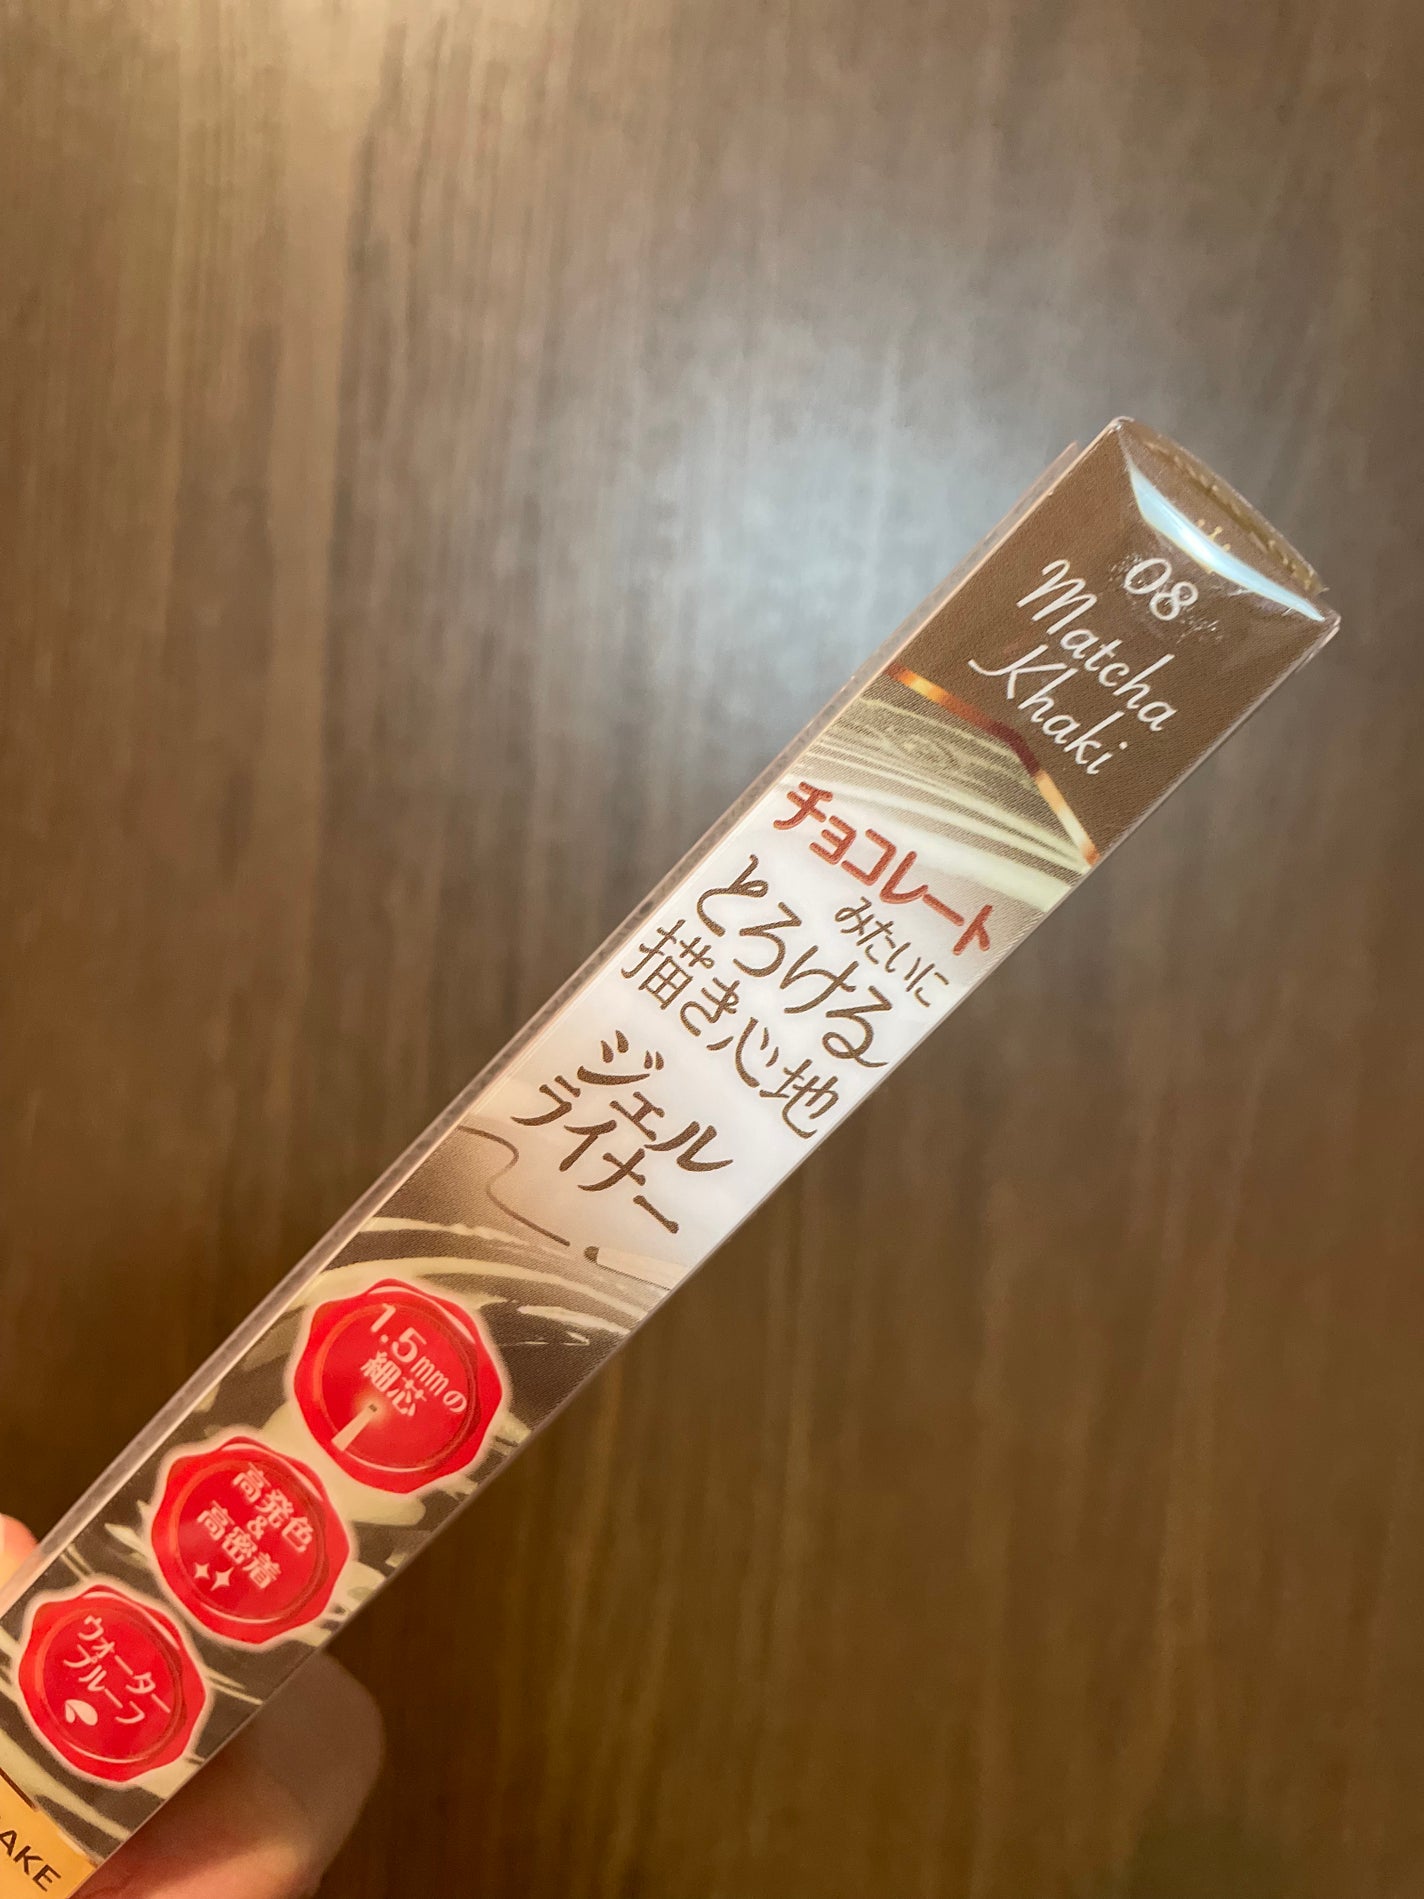 08
Matcha
Khaki
チョコレート
みたいに
とろける
描き心地
ジェル
ライナー
1.5mmの
細芯
高発色
&
高密着
ウォーター
プルーフ
AKE